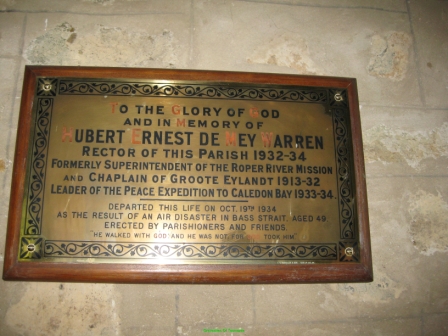 TO THE GLORY OF GOD
AND IN MEMORY OF
HUBERT ERNEST DE MEY WARREN
RECTOR OF THIS PARISH 1932-34
FORMERLY SUPERINTENDENT OF THE ROPER RIVER MISSION
AND CHAPLAIN OF GROOTE EYLANDT 1913-32
LEADER OF THE PEACE EXPEDITION TO CALEDON BAY 1933-34.
DEPARTED THIS LIFE ON OCT. 19TH 1934
AS THE RESULT OF AN AIR DISASTER IN BASS STRAIT, AGED 49
ERECTED BY PARISHIONERS AND FRIENDS
"HE WALKED WITH GOD: AND HE WAS NOT, FOR GOD TOOK HIM."